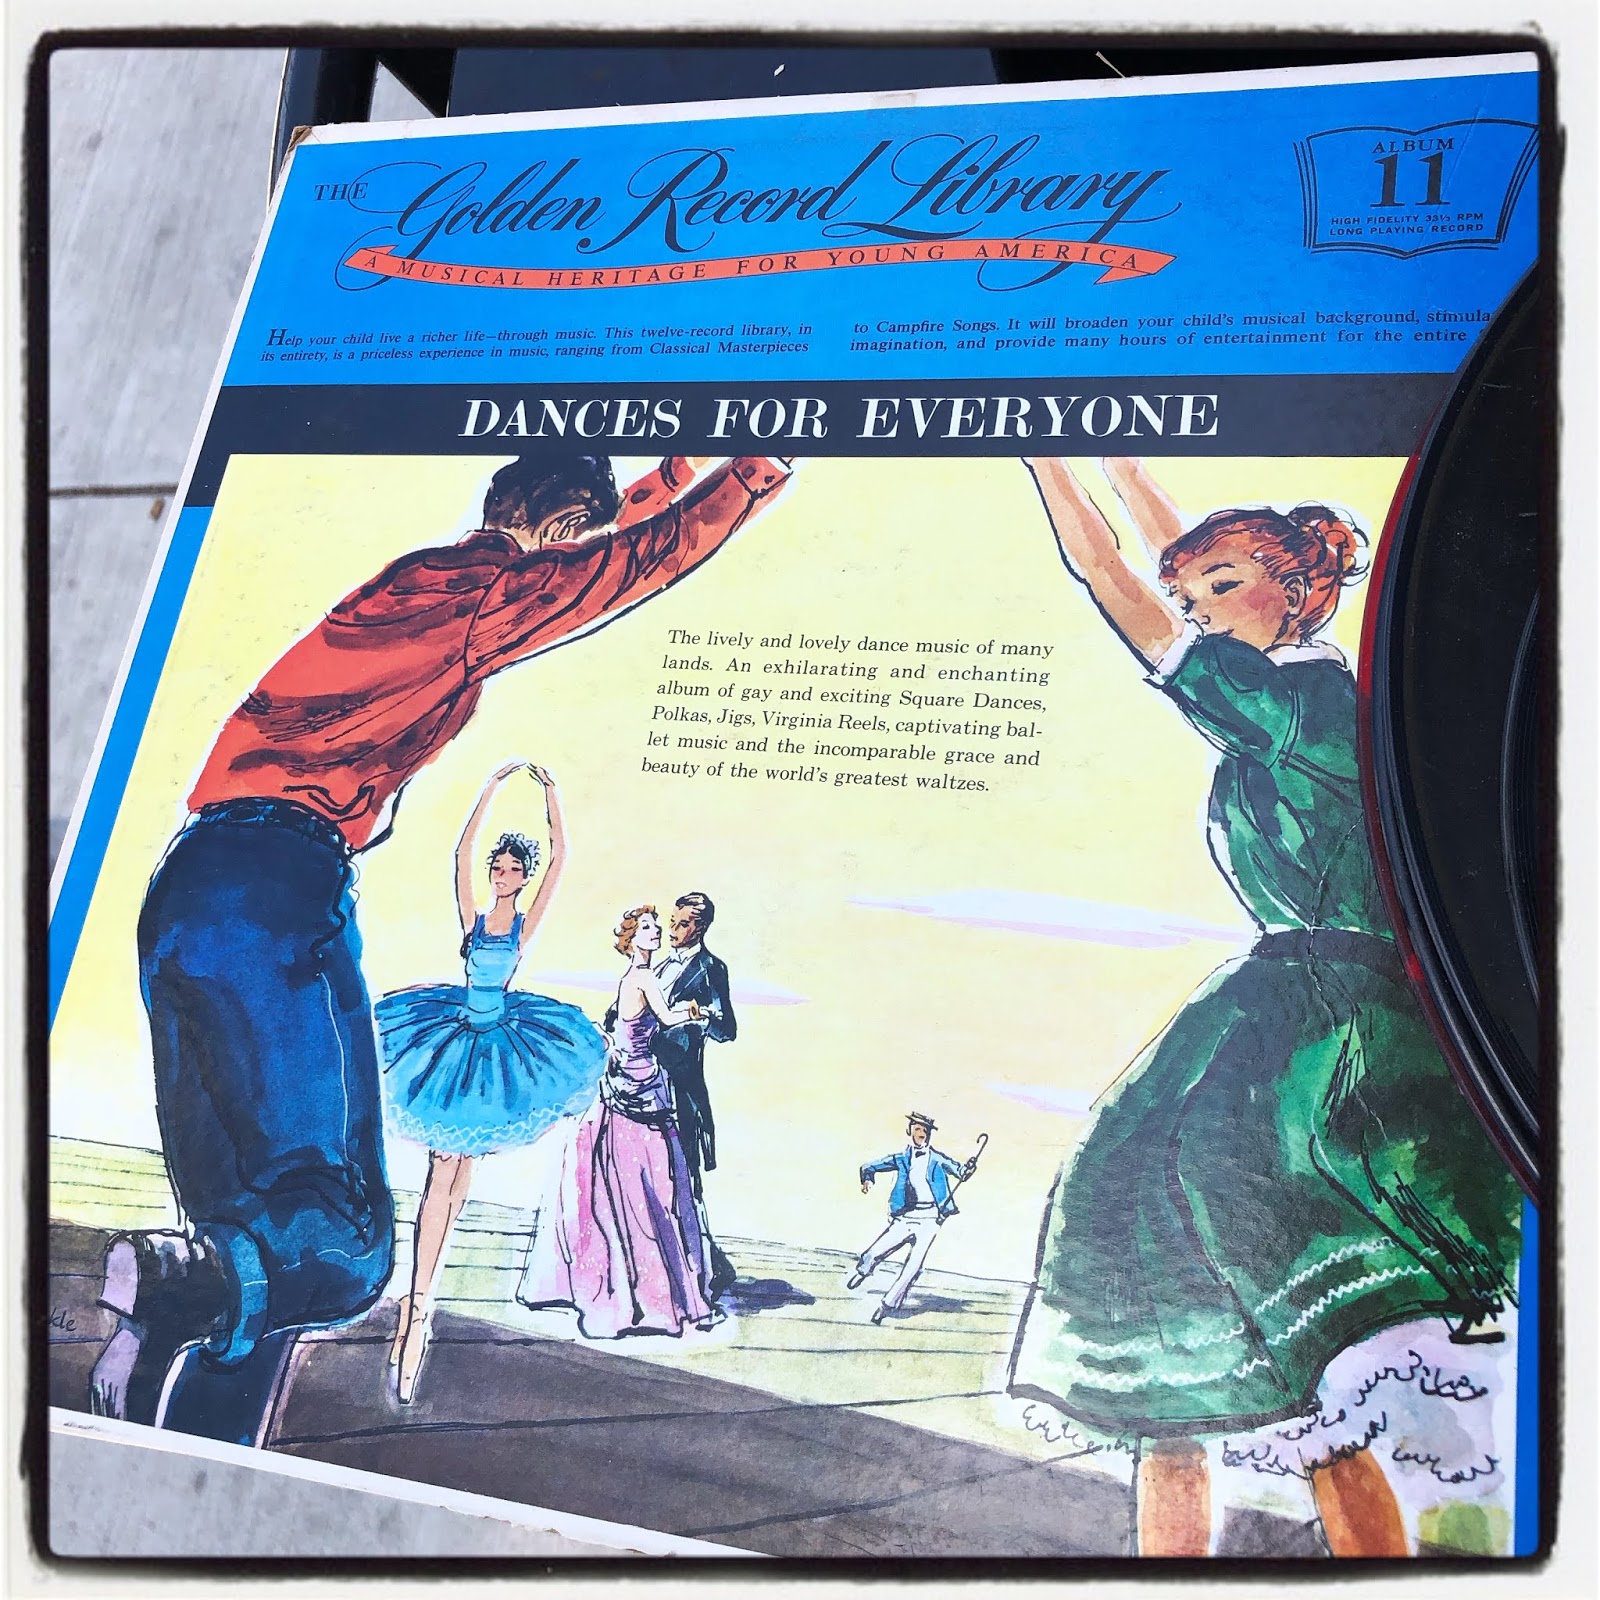 THE Golden Record Library
A MUSICAL HERITAGE FOR YOUNG AMERICA
ALBUM
11
HIGH FIDELITY 33⅓ RPM
LONG PLAYING RECORD
Help your child live a richer life—through music. This twelve-record library, in
its entirety, is a priceless experience in music, ranging from Classical Masterpieces
to Campfire Songs. It will broaden your child's musical background,
imagination, and provide many hours of entertainment for the entire
DANCES FOR EVERYONE
The lively and lovely dance music of many
lands. An exhilarating and enchanting
album of gay and exciting Square Dances,
Polkas, Jigs, Virginia Reels, captivating bal-
let music and the incomparable grace and
beauty of the world's greatest waltzes.